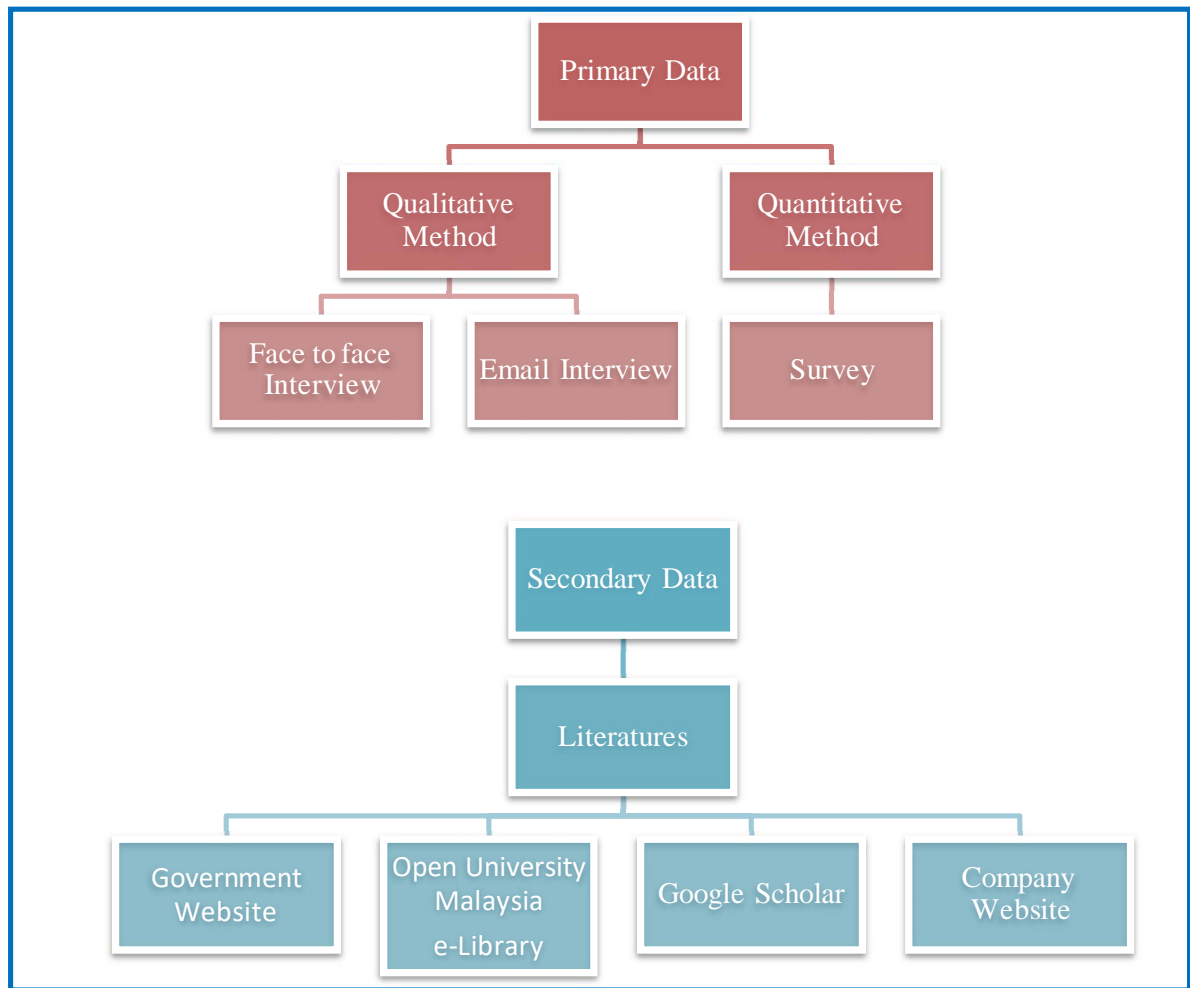 Primary Data
Qualitative
Method
Quantitative
Method
Face to face
Interview
Email Interview
Survey
Secondary Data
Literatures
Government
Website
Open University
Malaysia
e-Library
Google Scholar
Company
Website